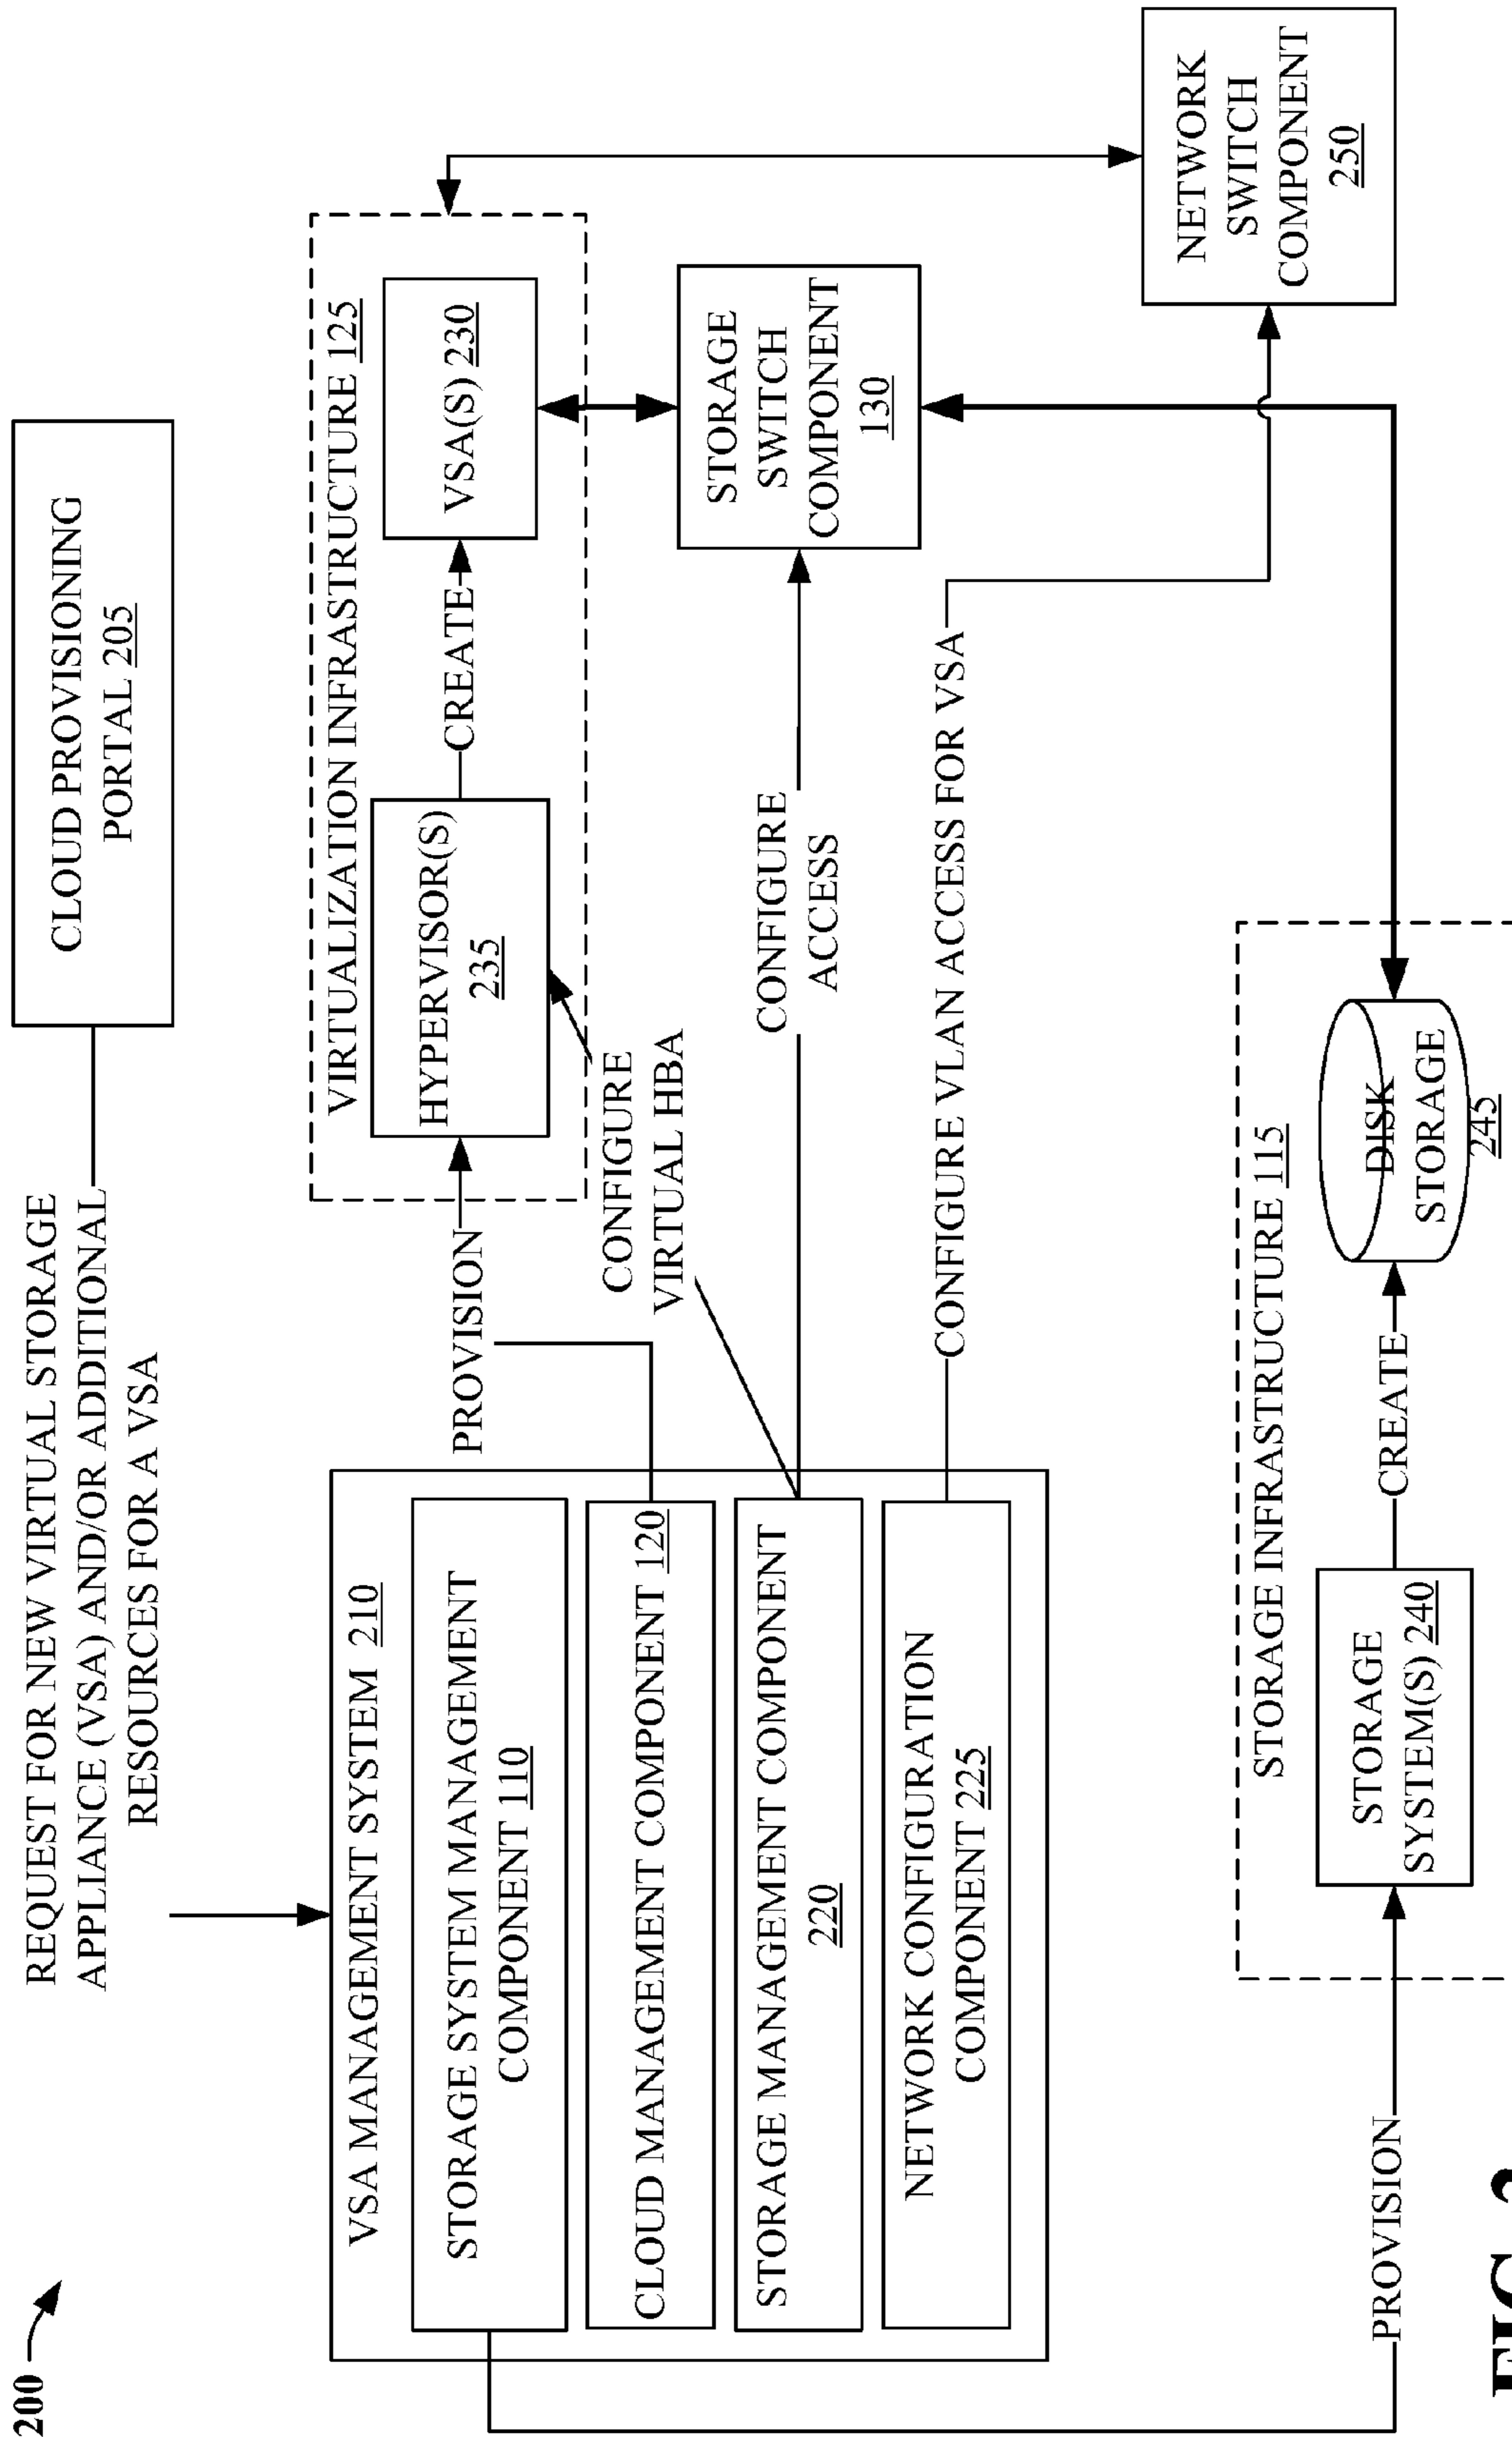 200
REQUEST FOR NEW VIRTUAL STORAGE
APPLIANCE (VSA) AND/OR ADDITIONAL
RESOURCES FOR A VSA
CLOUD PROVISIONING
PORTAL 205
VSA MANAGEMENT SYSTEM 210
STORAGE SYSTEM MANAGEMENT
COMPONENT 110
CLOUD MANAGEMENT COMPONENT 120
STORAGE MANAGEMENT COMPONENT
220
NETWORK CONFIGURATION
COMPONENT 225
PROVISION
VIRTUALIZATION INFRASTRUCTURE 125
HYPERVISOR(S)
235
CREATE
VSA(S) 230
CONFIGURE
VIRTUAL HBA
CONFIGURE
ACCESS
STORAGE
SWITCH
COMPONENT
130
CONFIGURE VLAN ACCESS FOR VSA
NETWORK
SWITCH
COMPONENT
250
PROVISION
STORAGE INFRASTRUCTURE 115
STORAGE
SYSTEM(S) 240
CREATE
DISK
STORAGE
245